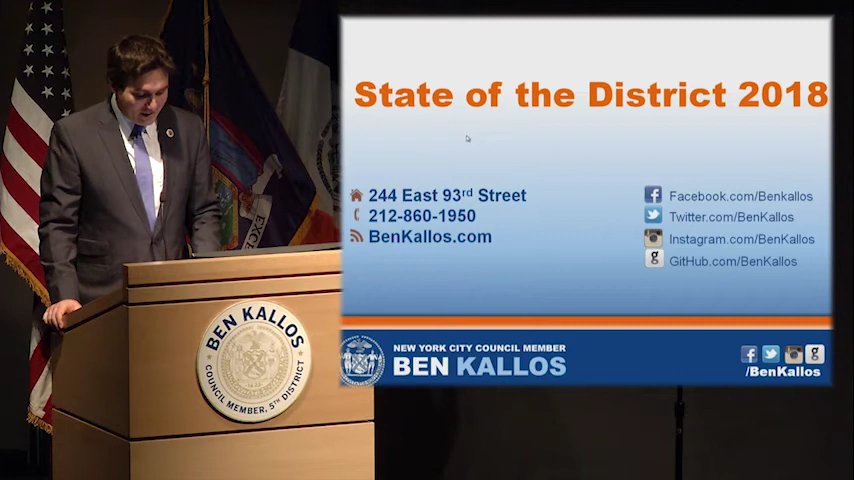 State of the District 2018
244 East 93rd Street
212-860-1950
BenKallos.com
Facebook.com/Benkallos
Twitter.com/BenKallos
Instagram.com/BenKallos
GitHub.com/BenKallos
NEW YORK CITY COUNCIL MEMBER
BEN KALLOS
/BenKallos
BEN KALLOS
COUNCIL MEMBER, 5TH DISTRICT
EXCE